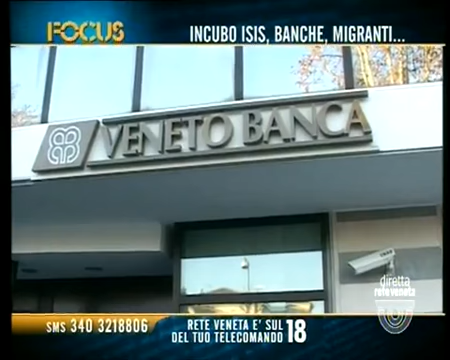 FOCUS
INCUBO ISIS, BANCHE, MIGRANTI...
VENETO BANCA
diretta
rete veneta
SMS 340 3218806
RETE VENETA E' SUL
DEL TUO TELECOMANDO 18